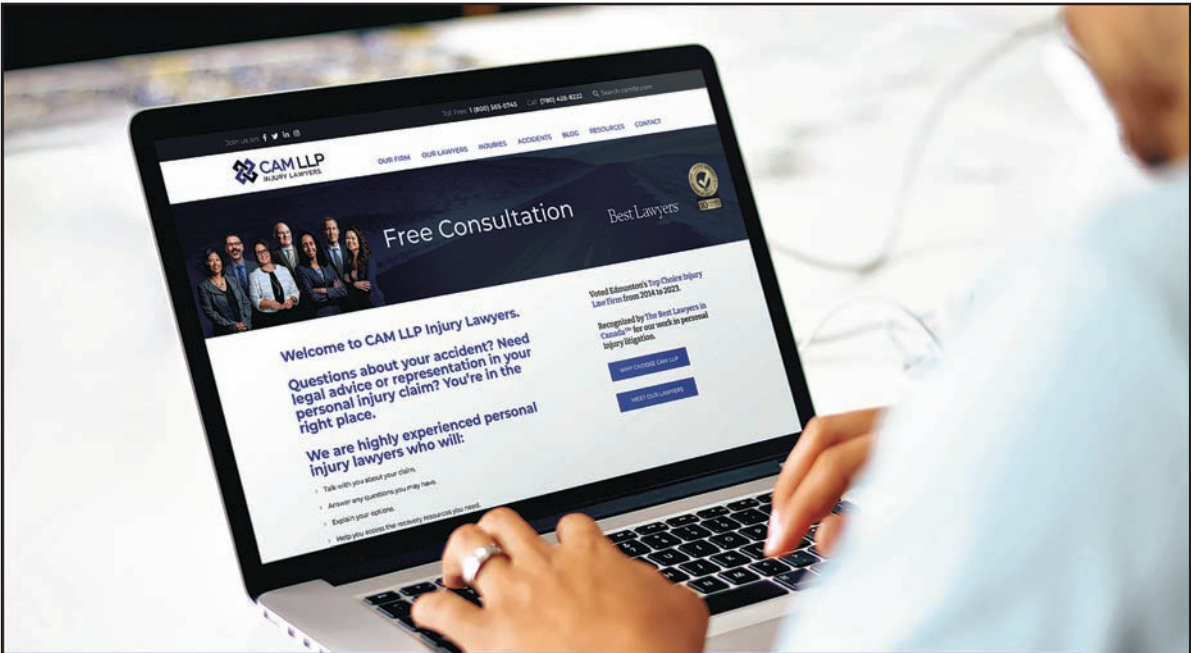 Join us on:
Toll Free 1 (800) 565-5745 Call (780) 428-8222 Search camllp.com
CAM LLP
INJURY LAWYERS
OUR FIRM OUR LAWYERS INJURIES ACCIDENTS BLOG RESOURCES CONTACT
Free Consultation
Best Lawyers
10
Welcome to CAM LLP Injury Lawyers.
Questions about your accident? Need
legal advice or representation in your
personal injury claim? You're in the
right place.
We are highly experienced personal
injury lawyers who will:
› Talk with you about your claim.
› Answer any questions you may have.
› Explain your options.
› Help you access the recovery resources you need.
Voted Edmonton's Top Choice Injury
Law Firm from 2014 to 2023.
Recognized by The Best Lawyers in
Canada™ for our work in personal
injury litigation.
WHY CHOOSE CAM LLP
MEET OUR LAWYERS